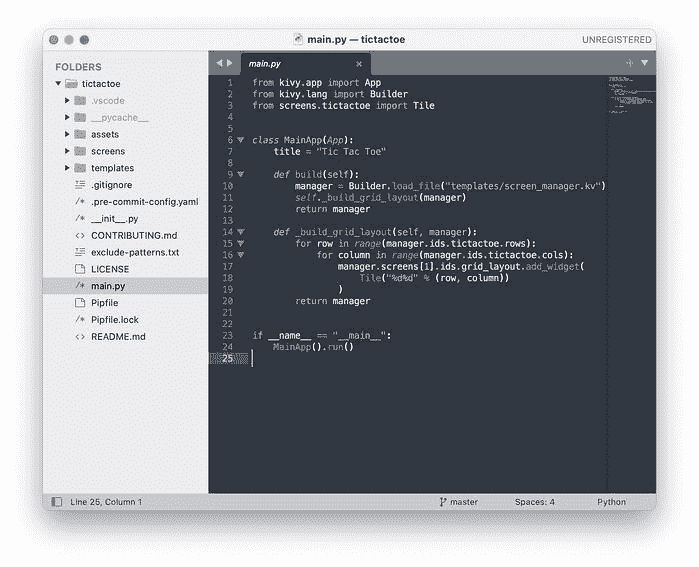 main.py — tictactoe
UNREGISTERED
FOLDERS
tictactoe
.vscode
__pycache__
assets
screens
templates
.gitignore
.pre-commit-config.yaml
__init__.py
CONTRIBUTING.md
exclude-patterns.txt
LICENSE
main.py
Pipfile
Pipfile.lock
README.md
main.py
1 from kivy.app import App
2 from kivy.lang import Builder
3 from screens.tictactoe import Tile
4
5
6 class MainApp(App):
7     title = "Tic Tac Toe"
8
9     def build(self):
10         manager = Builder.load_file("templates/screen_manager.kv")
11         self._build_grid_layout(manager)
12         return manager
13
14     def _build_grid_layout(self, manager):
15         for row in range(manager.ids.tictactoe.rows):
16             for column in range(manager.ids.tictactoe.cols):
17                 manager.screens[1].ids.grid_layout.add_widget(
18                     Tile("%d%d" % (row, column))
19                 )
20         return manager
21
22
23 if __name__ == "__main__":
24     MainApp().run()
25
Line 25, Column 1
master
Spaces: 4
Python